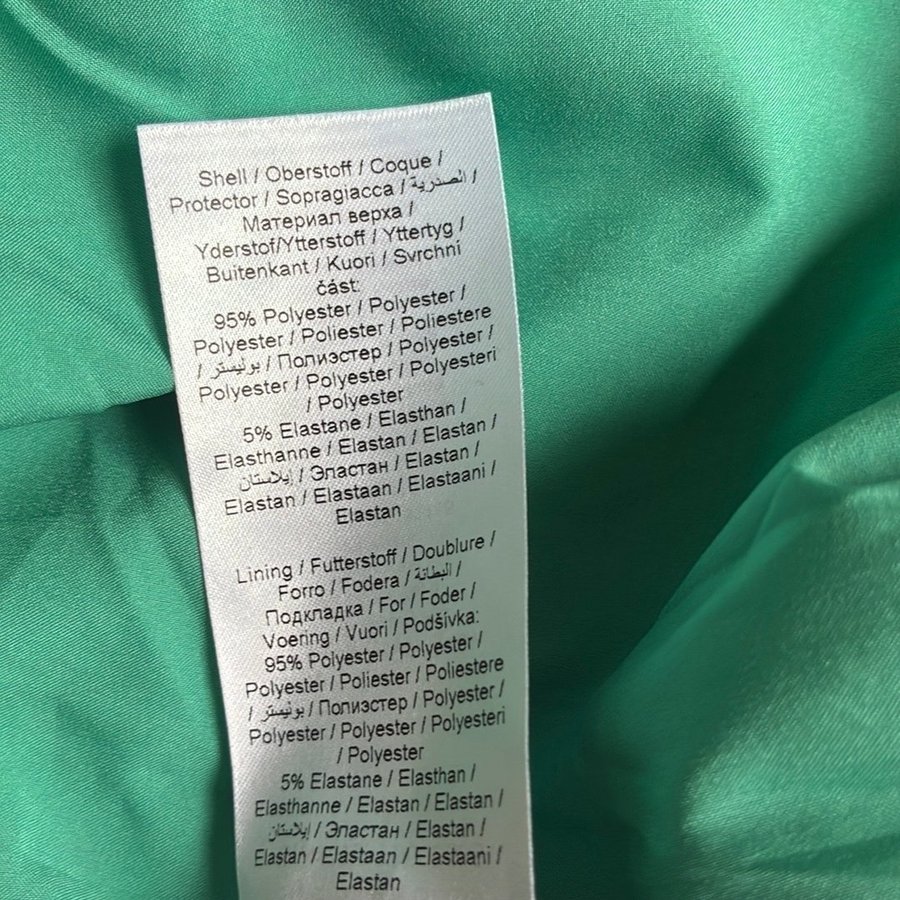 Shell / Oberstoff / Coque /
Protector / Sopragiacca / الصدرية /
Материал верха /
Yderstof/Ytterstoff / Yttertyg /
Buitenkant / Kuori / Svrchní
část:
95% Polyester / Polyester /
Polyester / Poliester / Poliestere
/ بوليستر / Полиэстер / Polyester /
Polyester / Polyester / Polyesteri
/ Polyester
5% Elastane / Elasthan /
Elasthanne / Elastan / Elastan /
إيلاستان / Эластан / Elastan /
Elastan / Elastaan / Elastaani /
Elastan
Lining / Futterstoff / Doublure /
Forro / Fodera / البطانة /
Подкладка / For / Foder /
Voering / Vuori / Podšívka:
95% Polyester / Polyester /
Polyester / Poliester / Poliestere
/ بوليستر / Полиэстер / Polyester /
Polyester / Polyester / Polyesteri
/ Polyester
5% Elastane / Elasthan /
Elasthanne / Elastan / Elastan /
إيلاستان / Эластан / Elastan /
Elastan / Elastaan / Elastaani /
Elastan